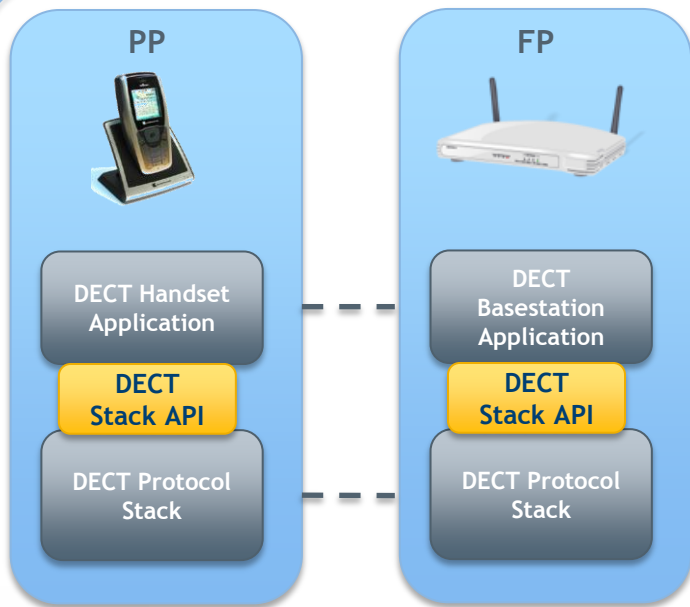 PP
DECT Handset
Application
DECT
Stack API
DECT Protocol
Stack
FP
DECT
Basestation
Application
DECT
Stack API
DECT Protocol
Stack